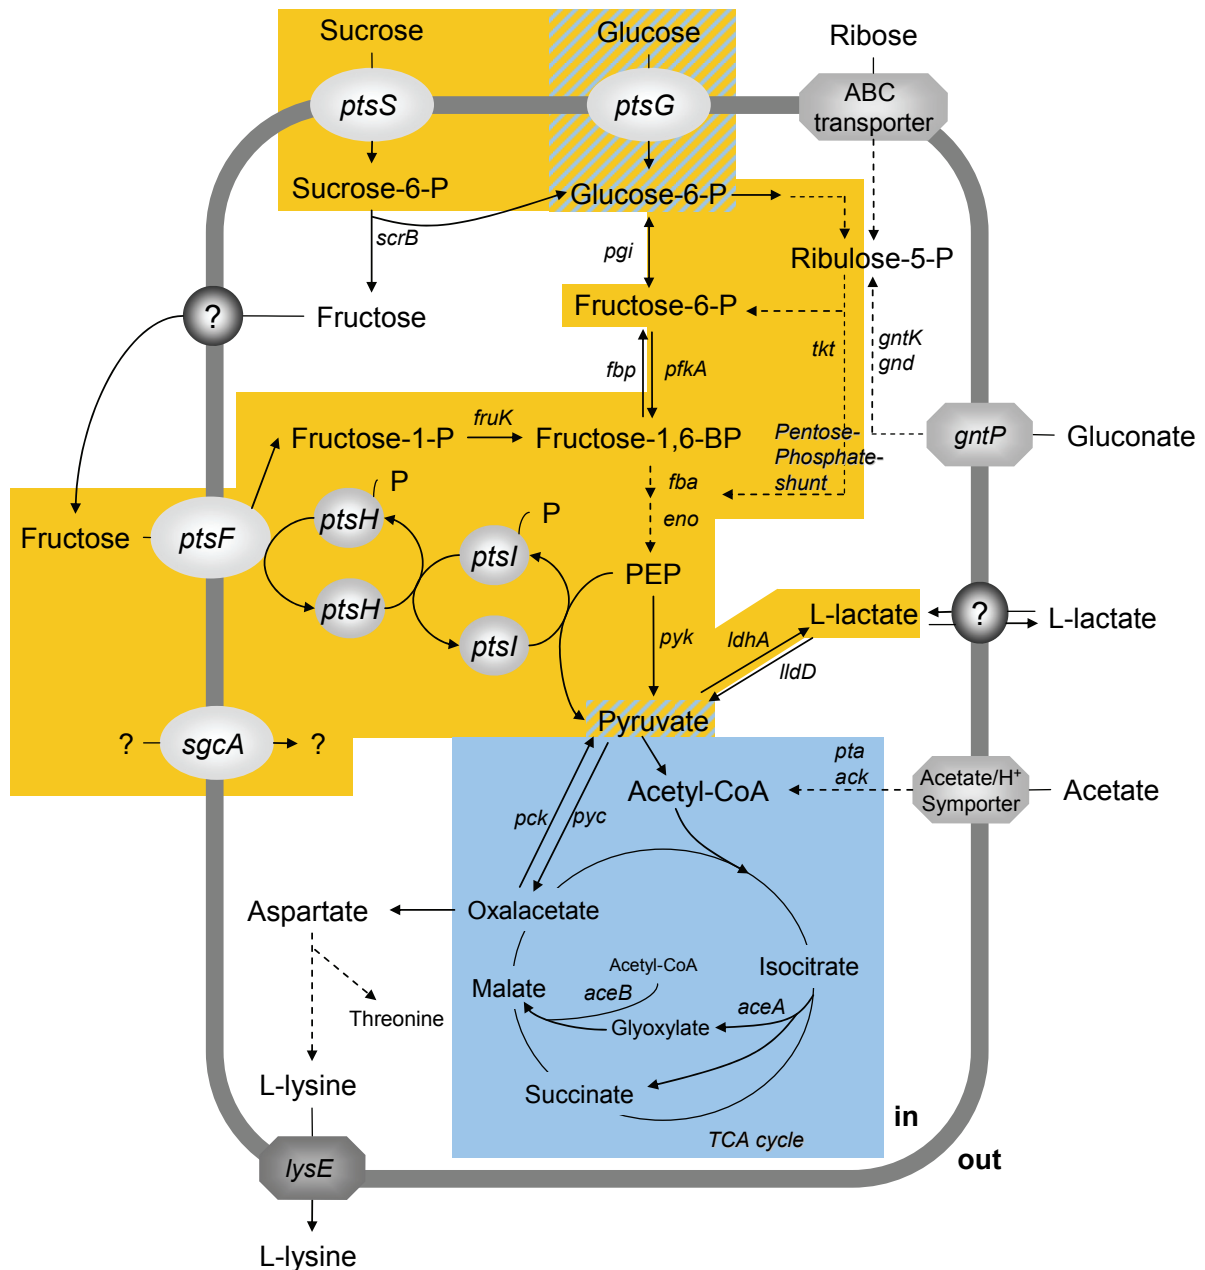 Sucrose
Glucose
Ribose
ptsS
ptsG
ABC
transporter
Sucrose-6-P
Glucose-6-P
scrB
pgi
Ribulose-5-P
?
Fructose
Fructose-6-P
fbp
pfkA
tkt
gntK
gnd
fruK
Fructose-1-P
Fructose-1,6-BP
Pentose-
Phosphate-
shunt
gntP
Gluconate
P
ptsH
fba
P
eno
Fructose
ptsF
ptsI
PEP
ptsH
L-lactate
?
L-lactate
ptsI
pyk
ldhA
lldD
Pyruvate
?
sgcA
?
pta
ack
Acetyl-CoA
Acetate/H+
Symporter
Acetate
pck
pyc
Aspartate
Oxalacetate
Acetyl-CoA
Isocitrate
Malate
aceB
aceA
Threonine
Glyoxylate
L-lysine
Succinate
in
TCA cycle
out
lysE
L-lysine